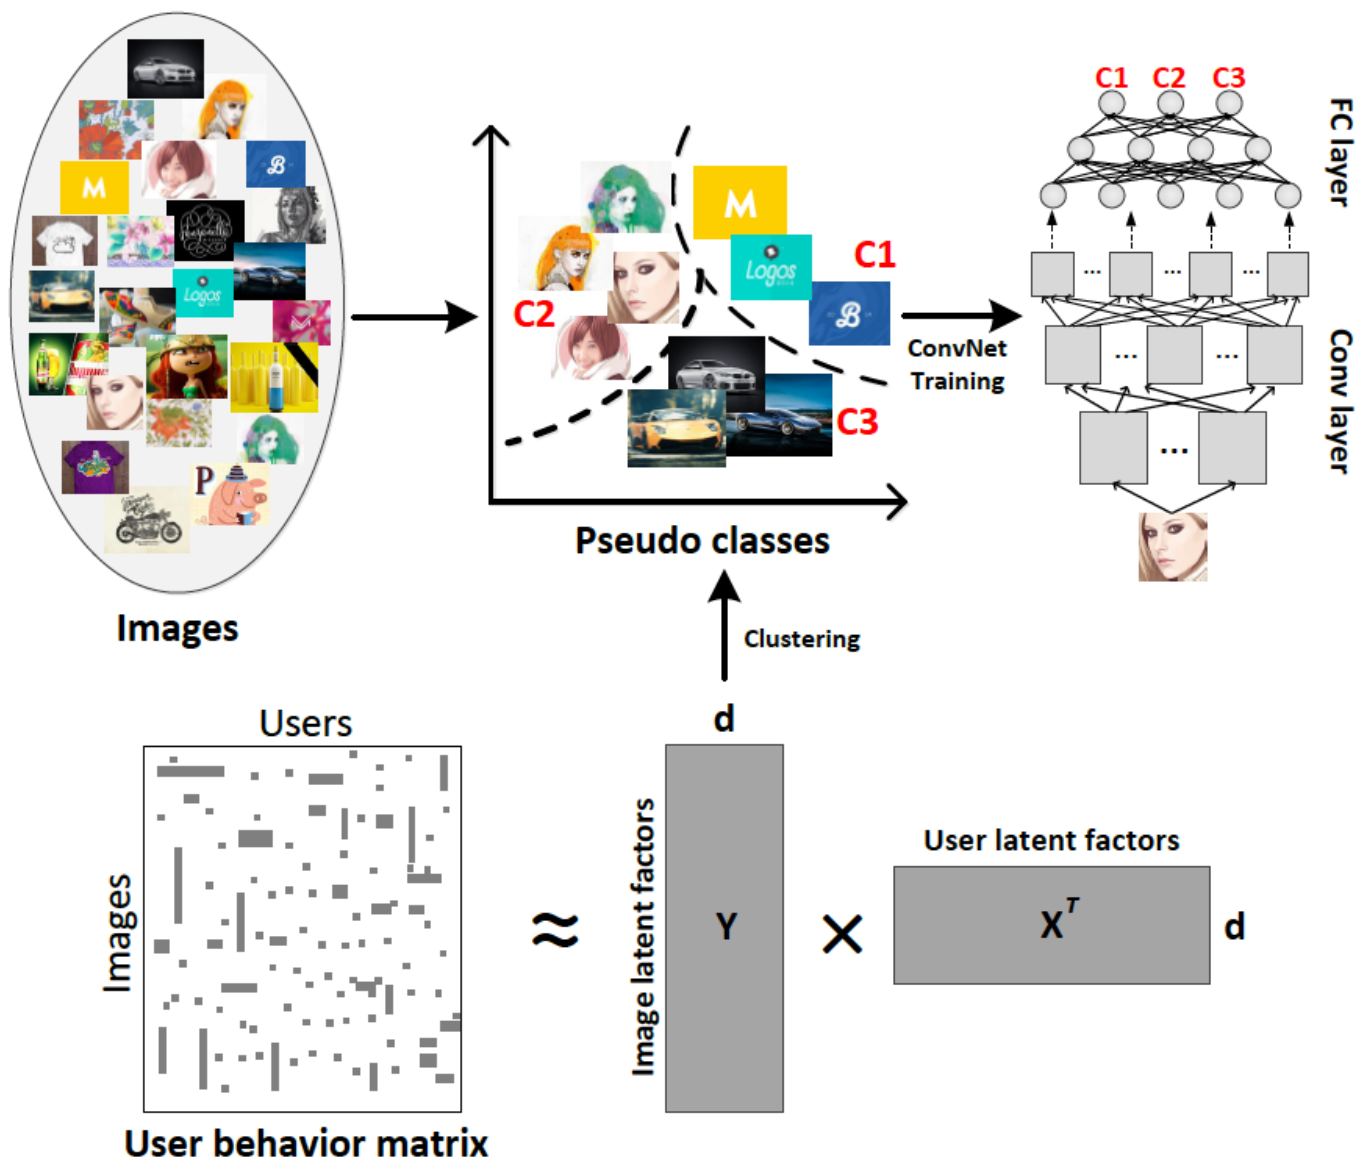 C1 C2 C3
FC layer
B
M
M
Logos
Logos
C1
C2
B
ConvNet
Training
Conv layer
C3
P
Pseudo classes
Images
Clustering
Users
d
Images
Image latent factors
User latent factors
≈
Y
×
X^T
d
User behavior matrix